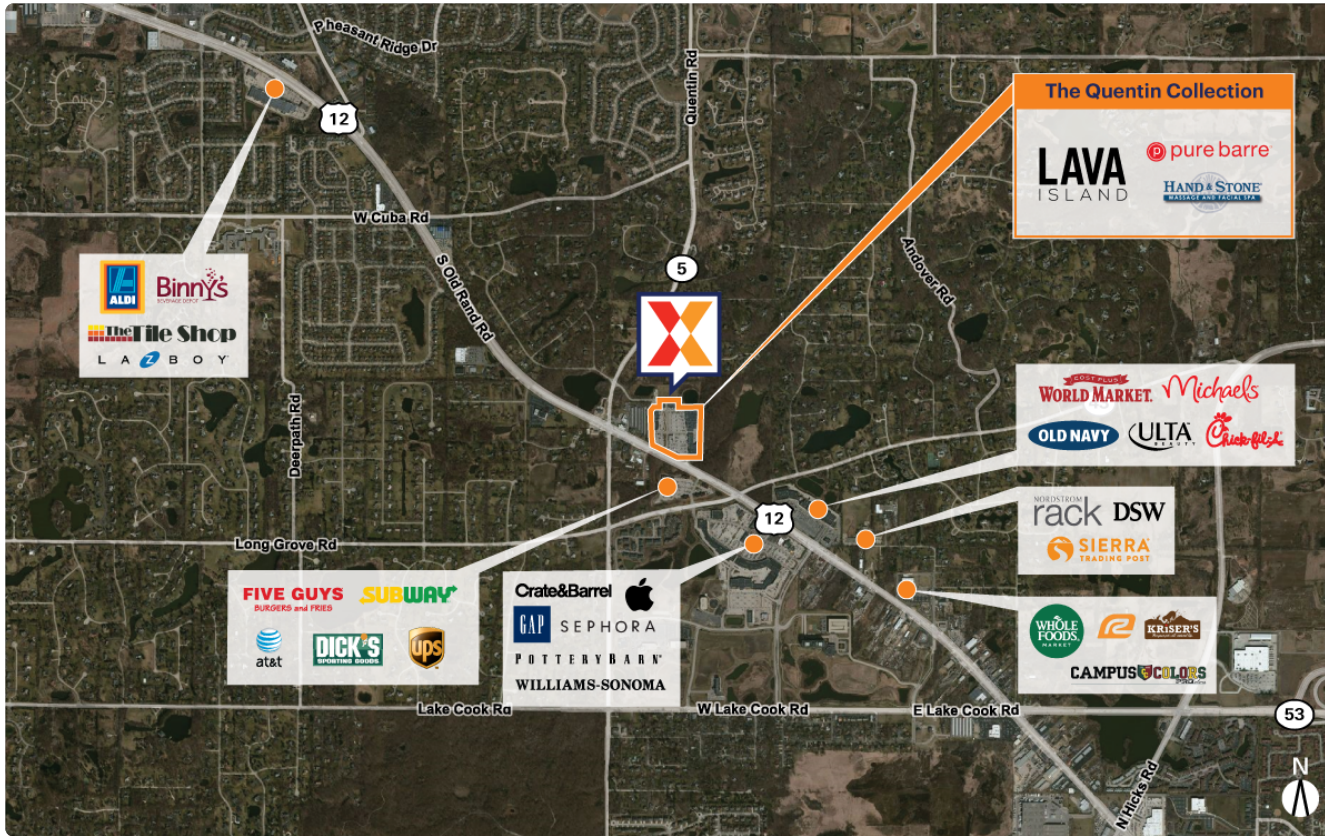 Pheasant Ridge Dr
12
Quentin Rd
The Quentin Collection
LAVA
ISLAND
p pure barre
HAND & STONE
MASSAGE AND FACIAL SPA
W Cuba Rd
S Old Rand Rd
5
Andover Rd
ALDI
Binny's
BEVERAGE DEPOT
The Tile Shop
LA Z BOY
Deerpath Rd
COST PLUS
WORLD MARKET.
Michaels
OLD NAVY
ULTA
BEAUTY
Chick-fil-A
12
NORDSTROM
rack
DSW
SIERRA
TRADING POST
Long Grove Rd
FIVE GUYS
BURGERS and FRIES
SUBWAY
at&t
DICK'S
SPORTING GOODS
ups
Crate&Barrel
GAP
SEPHORA
POTTERY BARN
WILLIAMS-SONOMA
WHOLE
FOODS
MARKET
KRISER'S
CAMPUS COLORS
Lake Cook Rd
W Lake Cook Rd
E Lake Cook Rd
53
N Hicks Rd
N